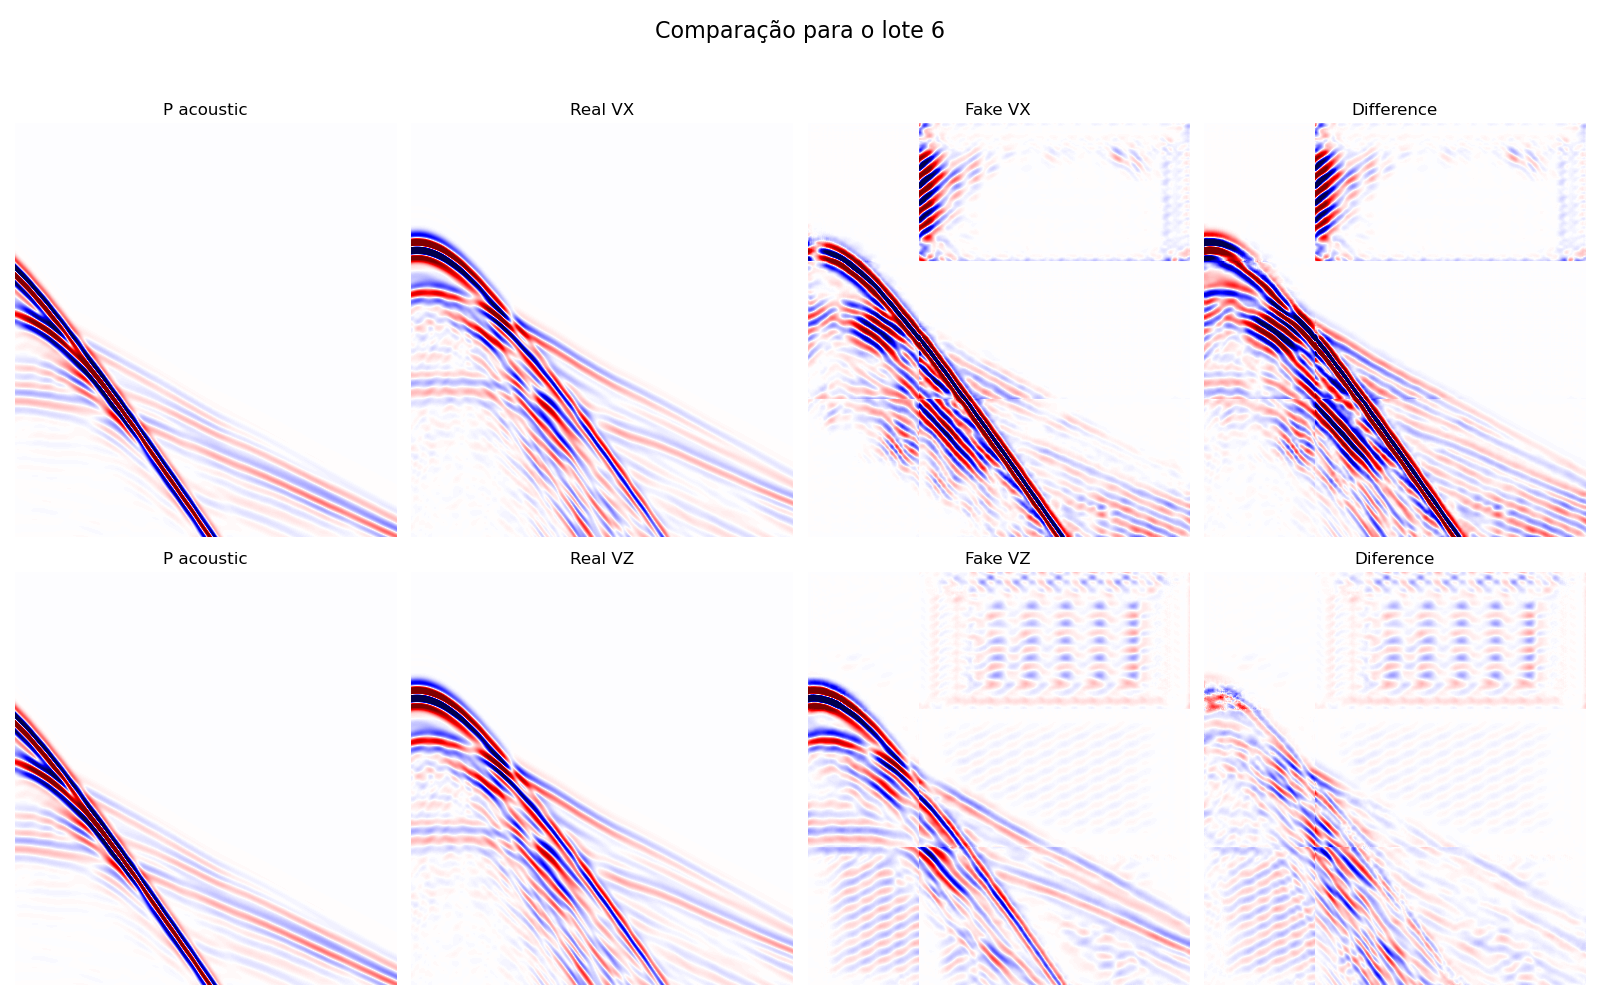 Comparação para o lote 6
P acoustic
Real VX
Fake VX
Difference
P acoustic
Real VZ
Fake VZ
Diference